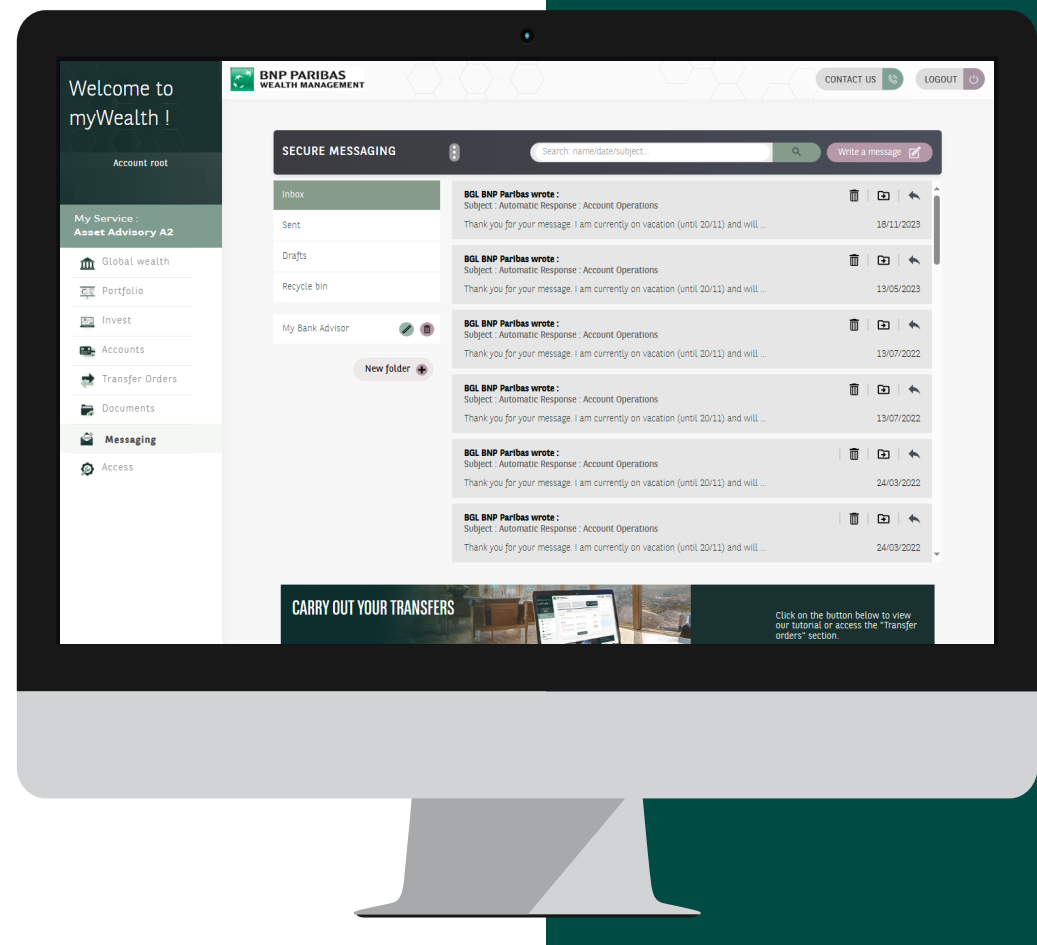 Welcome to
myWealth !
Account root
My Service :
Asset Advisory A2
Global wealth
Portfolio
Invest
Accounts
Transfer Orders
Documents
Messaging
Access
BNP PARIBAS
WEALTH MANAGEMENT
CONTACT US
LOGOUT
SECURE MESSAGING
Search: name/date/subject...
Write a message
Inbox
Sent
Drafts
Recycle bin
My Bank Advisor
New folder
BGL BNP Paribas wrote :
Subject : Automatic Response : Account Operations
Thank you for your message. I am currently on vacation (until 20/11) and will ...
18/11/2023
BGL BNP Paribas wrote :
Subject : Automatic Response : Account Operations
Thank you for your message. I am currently on vacation (until 20/11) and will ...
13/05/2023
BGL BNP Paribas wrote :
Subject : Automatic Response : Account Operations
Thank you for your message. I am currently on vacation (until 20/11) and will ...
13/07/2022
BGL BNP Paribas wrote :
Subject : Automatic Response : Account Operations
Thank you for your message. I am currently on vacation (until 20/11) and will ...
13/07/2022
BGL BNP Paribas wrote :
Subject : Automatic Response : Account Operations
Thank you for your message. I am currently on vacation (until 20/11) and will ...
24/03/2022
BGL BNP Paribas wrote :
Subject : Automatic Response : Account Operations
Thank you for your message. I am currently on vacation (until 20/11) and will ...
24/03/2022
CARRY OUT YOUR TRANSFERS
Click on the button below to view
our tutorial or access the "Transfer
orders" section.